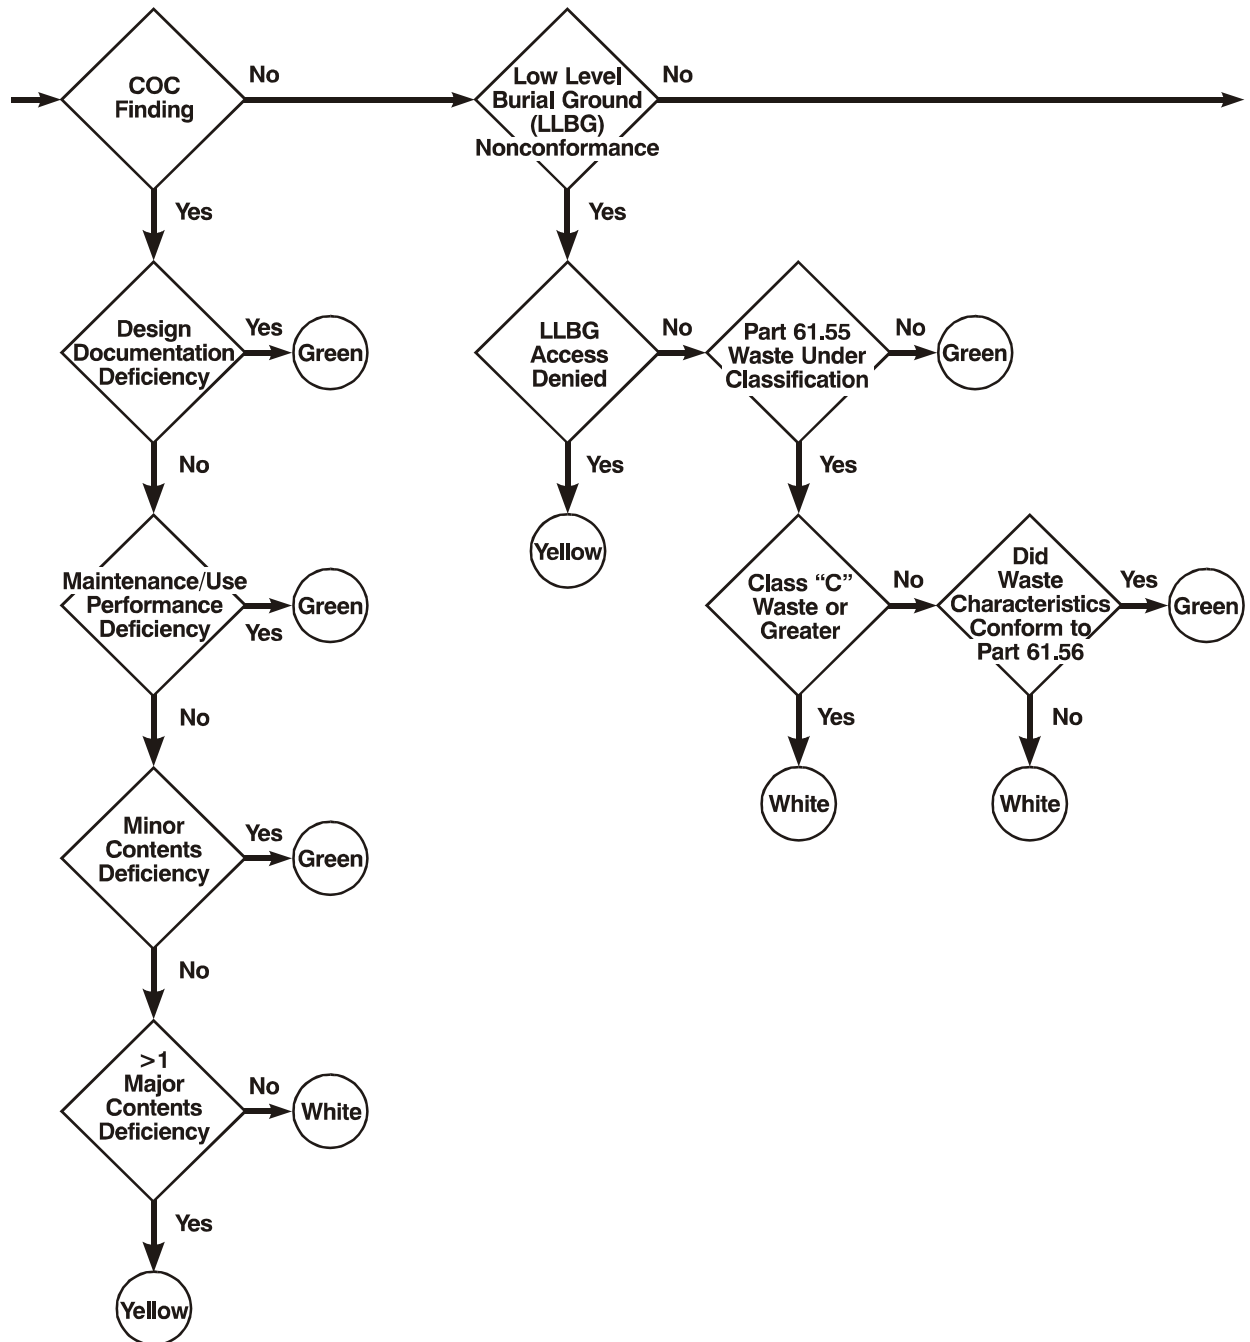 COC
Finding
No
Low Level
Burial Ground
(LLBG)
Nonconformance
No
Yes
Yes
Design
Documentation
Deficiency
Yes
Green
LLBG
Access
Denied
No
Part 61.55
Waste Under
Classification
No
Green
No
Yes
Yes
Maintenance/Use
Performance
Deficiency
Yes
Green
Yellow
Class “C”
Waste or
Greater
No
Did
Waste
Characteristics
Conform to
Part 61.56
Yes
Green
No
Yes
No
Minor
Contents
Deficiency
Yes
Green
White
White
No
>1
Major
Contents
Deficiency
No
White
Yes
Yellow